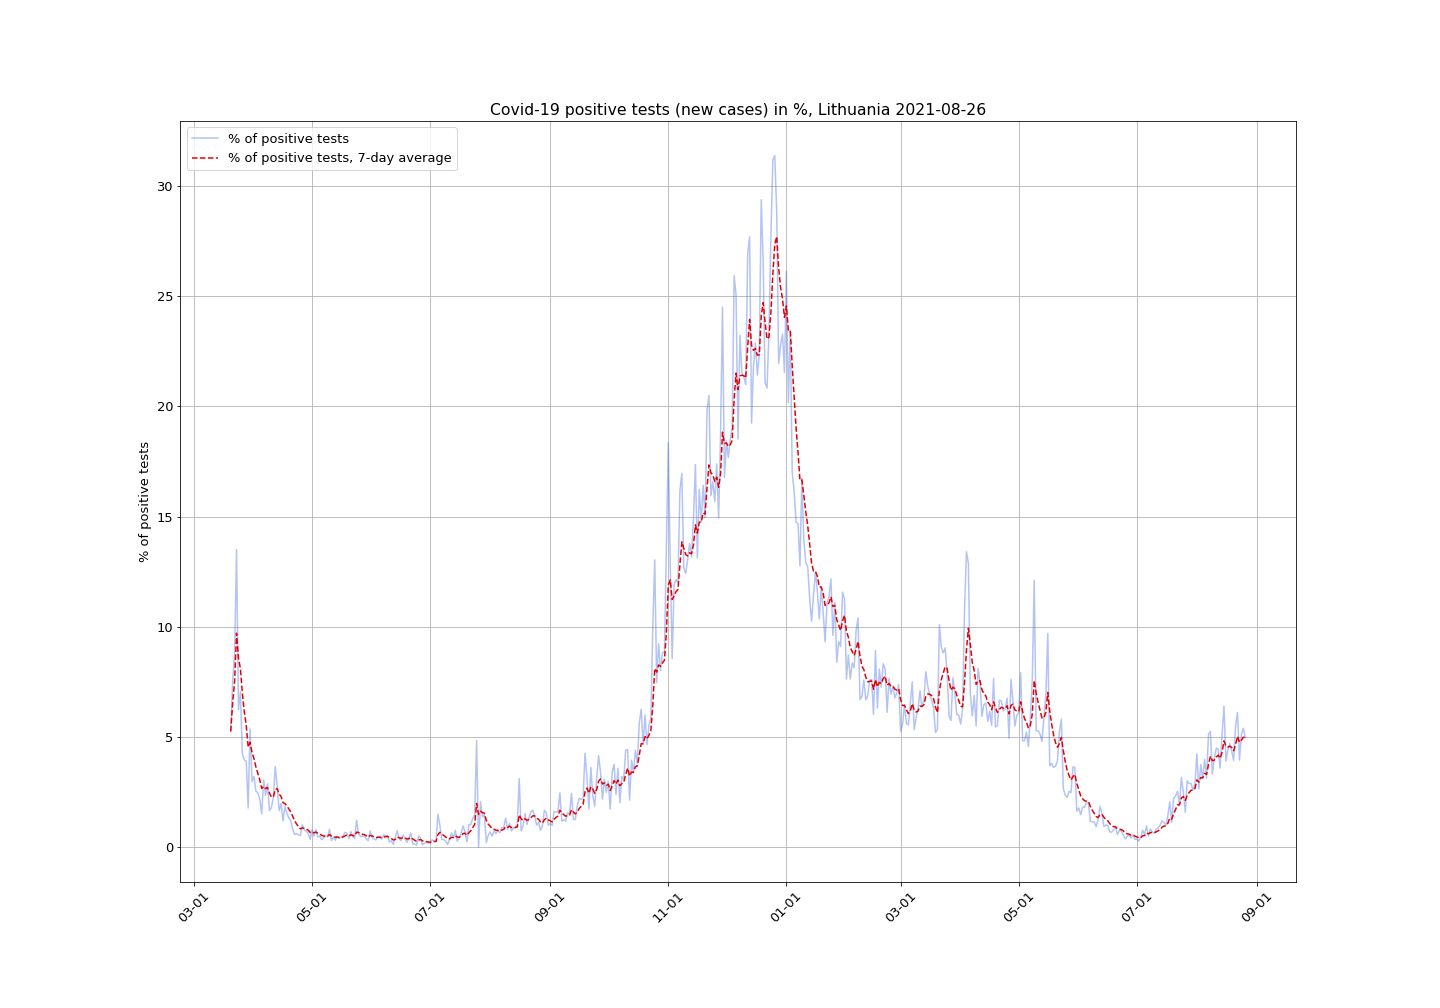 Covid-19 positive tests (new cases) in %, Lithuania 2021-08-26
% of positive tests
% of positive tests, 7-day average
% of positive tests
30
25
20
15
10
5
0
03-01 05-01 07-01 09-01 11-01 01-01 03-01 05-01 07-01 09-01